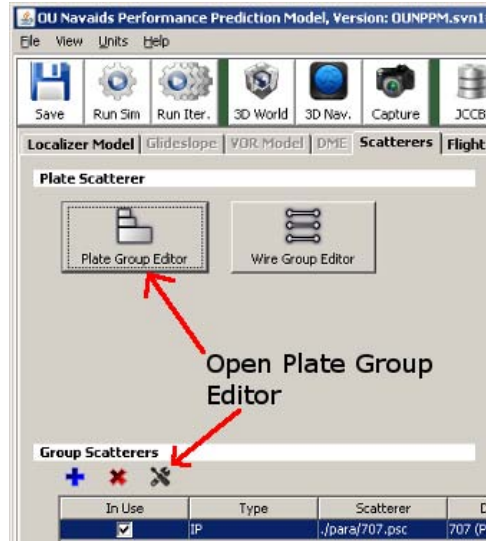 OU Navaids Performance Prediction Model, Version: OUNPPM.svn1
File View Units Help
Save Run Sim Run Iter. 3D World 3D Nav. Capture JCCB
Localizer Model Glideslope VOR Model DME Scatterers Flight
Plate Scatterer
Plate Group Editor Wire Group Editor
Open Plate Group
Editor
Group Scatterers
In Use Type Scatterer D
IP ./para/707.psc 707 (P